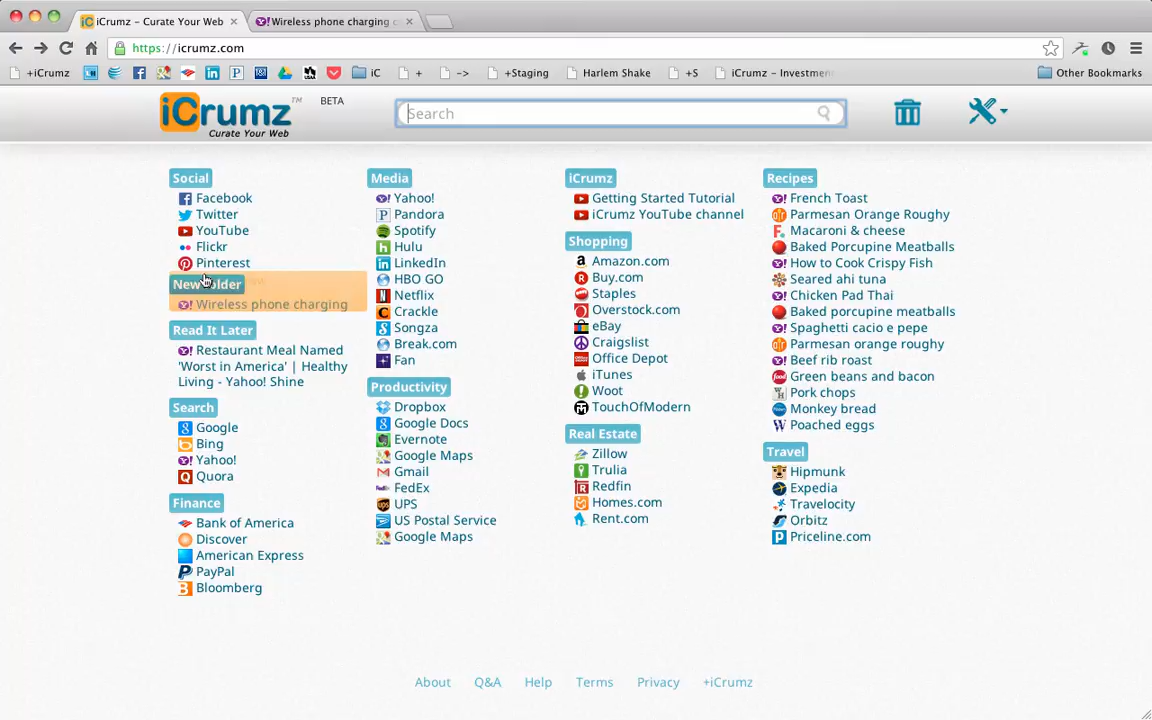 iCrumz – Curate Your Web
Wireless phone charging
https://icrumz.com
+iCrumz
iC
+
->
+Staging
Harlem Shake
+S
iCrumz – Investmen
Other Bookmarks
iCrumz™
Curate Your Web
BETA
Search
Social
Facebook
Twitter
YouTube
Flickr
Pinterest
New Folder
Wireless phone charging
Read It Later
Restaurant Meal Named
'Worst in America' | Healthy
Living - Yahoo! Shine
Search
Google
Bing
Yahoo!
Quora
Finance
Bank of America
Discover
American Express
PayPal
Bloomberg
Media
Yahoo!
Pandora
Spotify
Hulu
LinkedIn
HBO GO
Netflix
Crackle
Songza
Break.com
Fan
Productivity
Dropbox
Google Docs
Evernote
Google Maps
Gmail
FedEx
UPS
US Postal Service
Google Maps
iCrumz
Getting Started Tutorial
iCrumz YouTube channel
Shopping
Amazon.com
Buy.com
Staples
Overstock.com
eBay
Craigslist
Office Depot
iTunes
Woot
TouchOfModern
Real Estate
Zillow
Trulia
Redfin
Homes.com
Rent.com
Recipes
French Toast
Parmesan Orange Roughy
Macaroni & cheese
Baked Porcupine Meatballs
How to Cook Crispy Fish
Seared ahi tuna
Chicken Pad Thai
Baked porcupine meatballs
Spaghetti cacio e pepe
Parmesan orange roughy
Beef rib roast
Green beans and bacon
Pork chops
Monkey bread
Poached eggs
Travel
Hipmunk
Expedia
Travelocity
Orbitz
Priceline.com
About
Q&A
Help
Terms
Privacy
+iCrumz